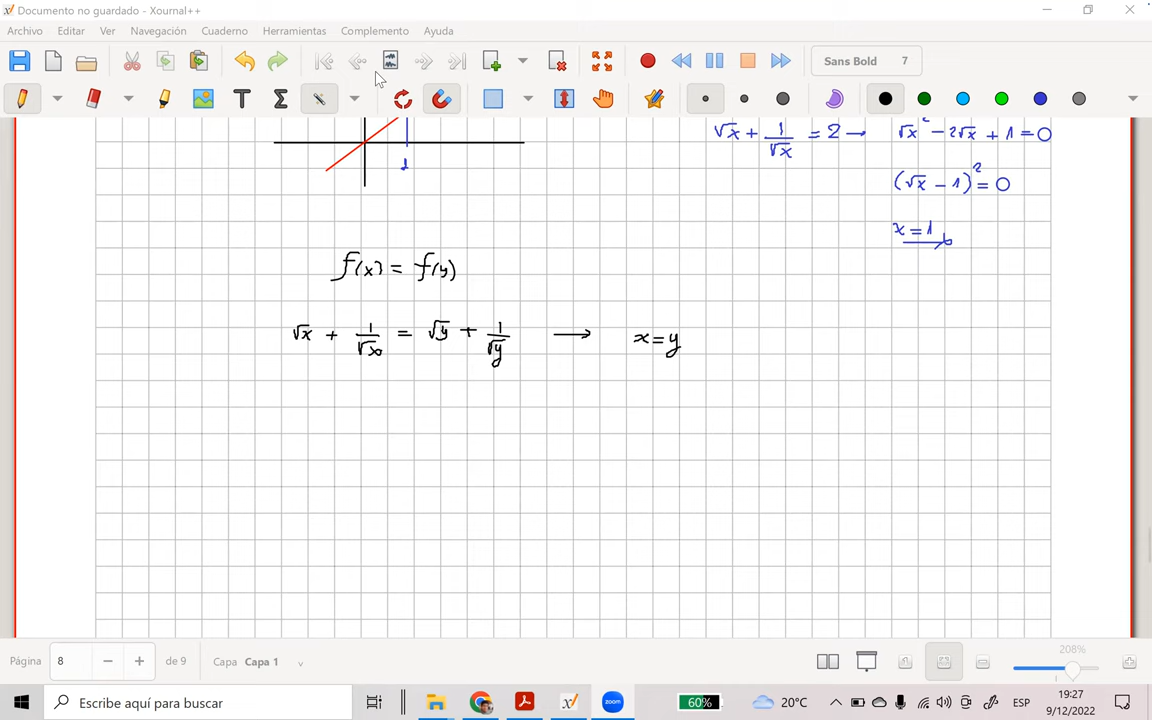 Documento no guardado - Xournal++
Archivo Editar Ver Navegación Cuaderno Herramientas Complemento Ayuda
Sans Bold 7
√x + 1/√x = 2 → √x² - 2√x + 1 = 0
1
(√x - 1)² = 0
x = 1
f(x) = f(y)
√x + 1/√x = √y + 1/√y → x = y
Página 8 de 9 Capa Capa 1 208%
Escribe aquí para buscar 60% 20°C ESP 19:27
9/12/2022